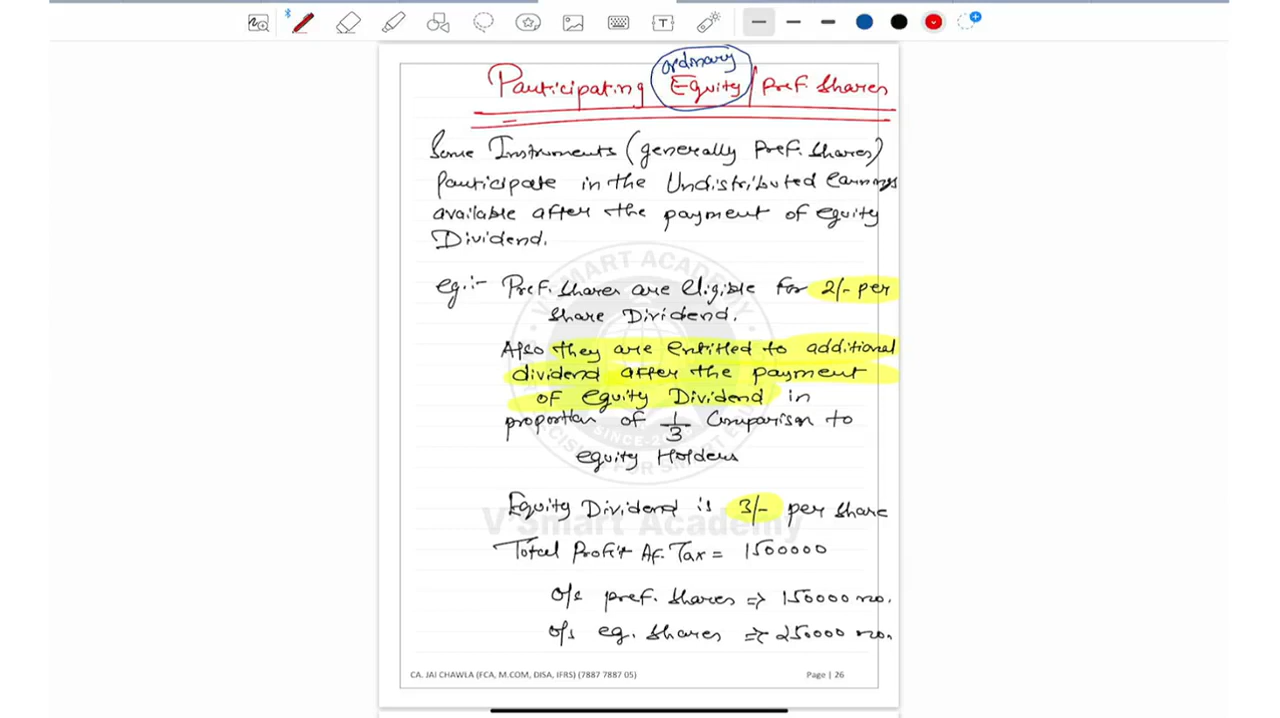 ordinary
Participating Equity / Pref. Shares
Some Instruments (generally Pref. Shares)
Participate in the Undistributed Earnings
available after the payment of equity
Dividend.
eg:- Pref. Shares are eligible for 2/- per
share Dividend.
Also they are entitled to additional
dividend after the payment
of equity Dividend in
proportion of 1/3 Comparison to
equity Holders
Equity Dividend is 3/- per share
V'Smart Academy
Total Profit Af. Tax = 1500000
o/s pref. shares => 150000 no.
o/s eq. shares => 250000 no.
CA. JAI CHAWLA (FCA, M.COM, DISA, IFRS) (7887 7887 05) Page | 26